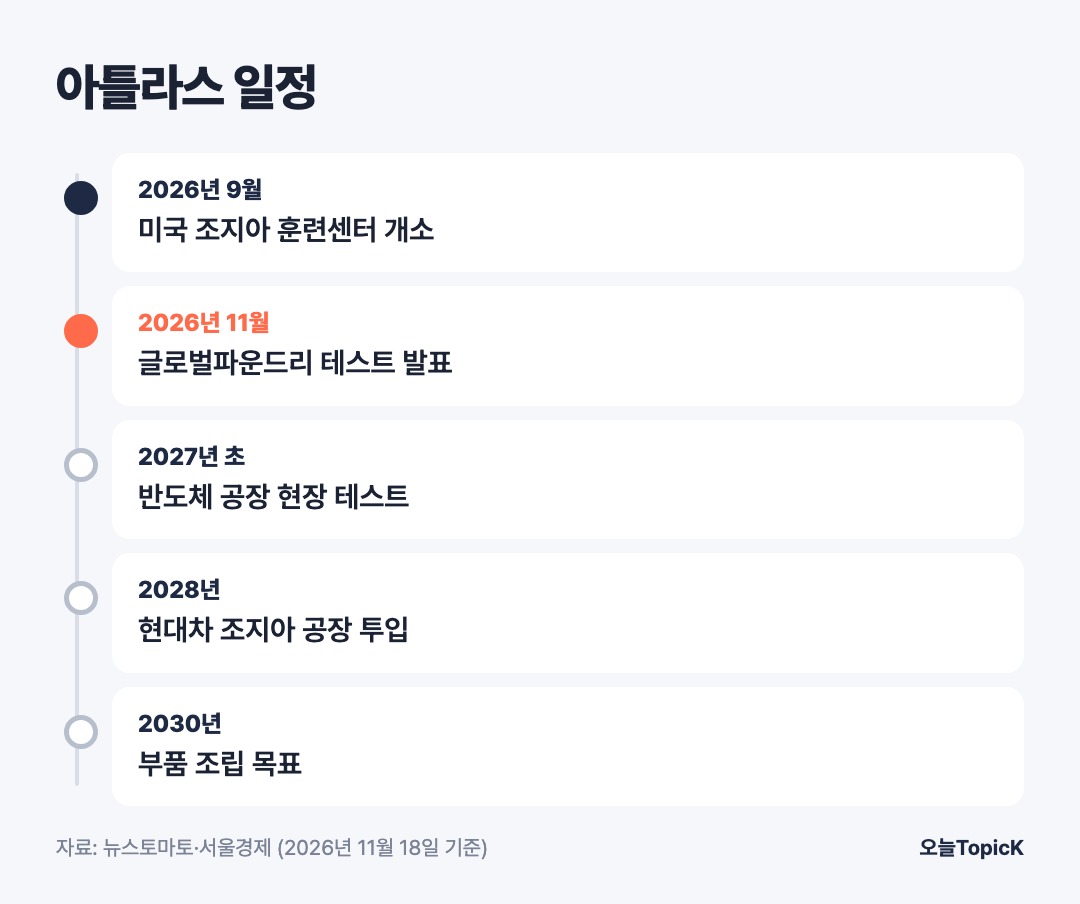 아틀라스 일정
2026년 9월
미국 조지아 훈련센터 개소
2026년 11월
글로벌파운드리 테스트 발표
2027년 초
반도체 공장 현장 테스트
2028년
현대차 조지아 공장 투입
2030년
부품 조립 목표
자료: 뉴스토마토·서울경제 (2026년 11월 18일 기준)
오늘TopicK